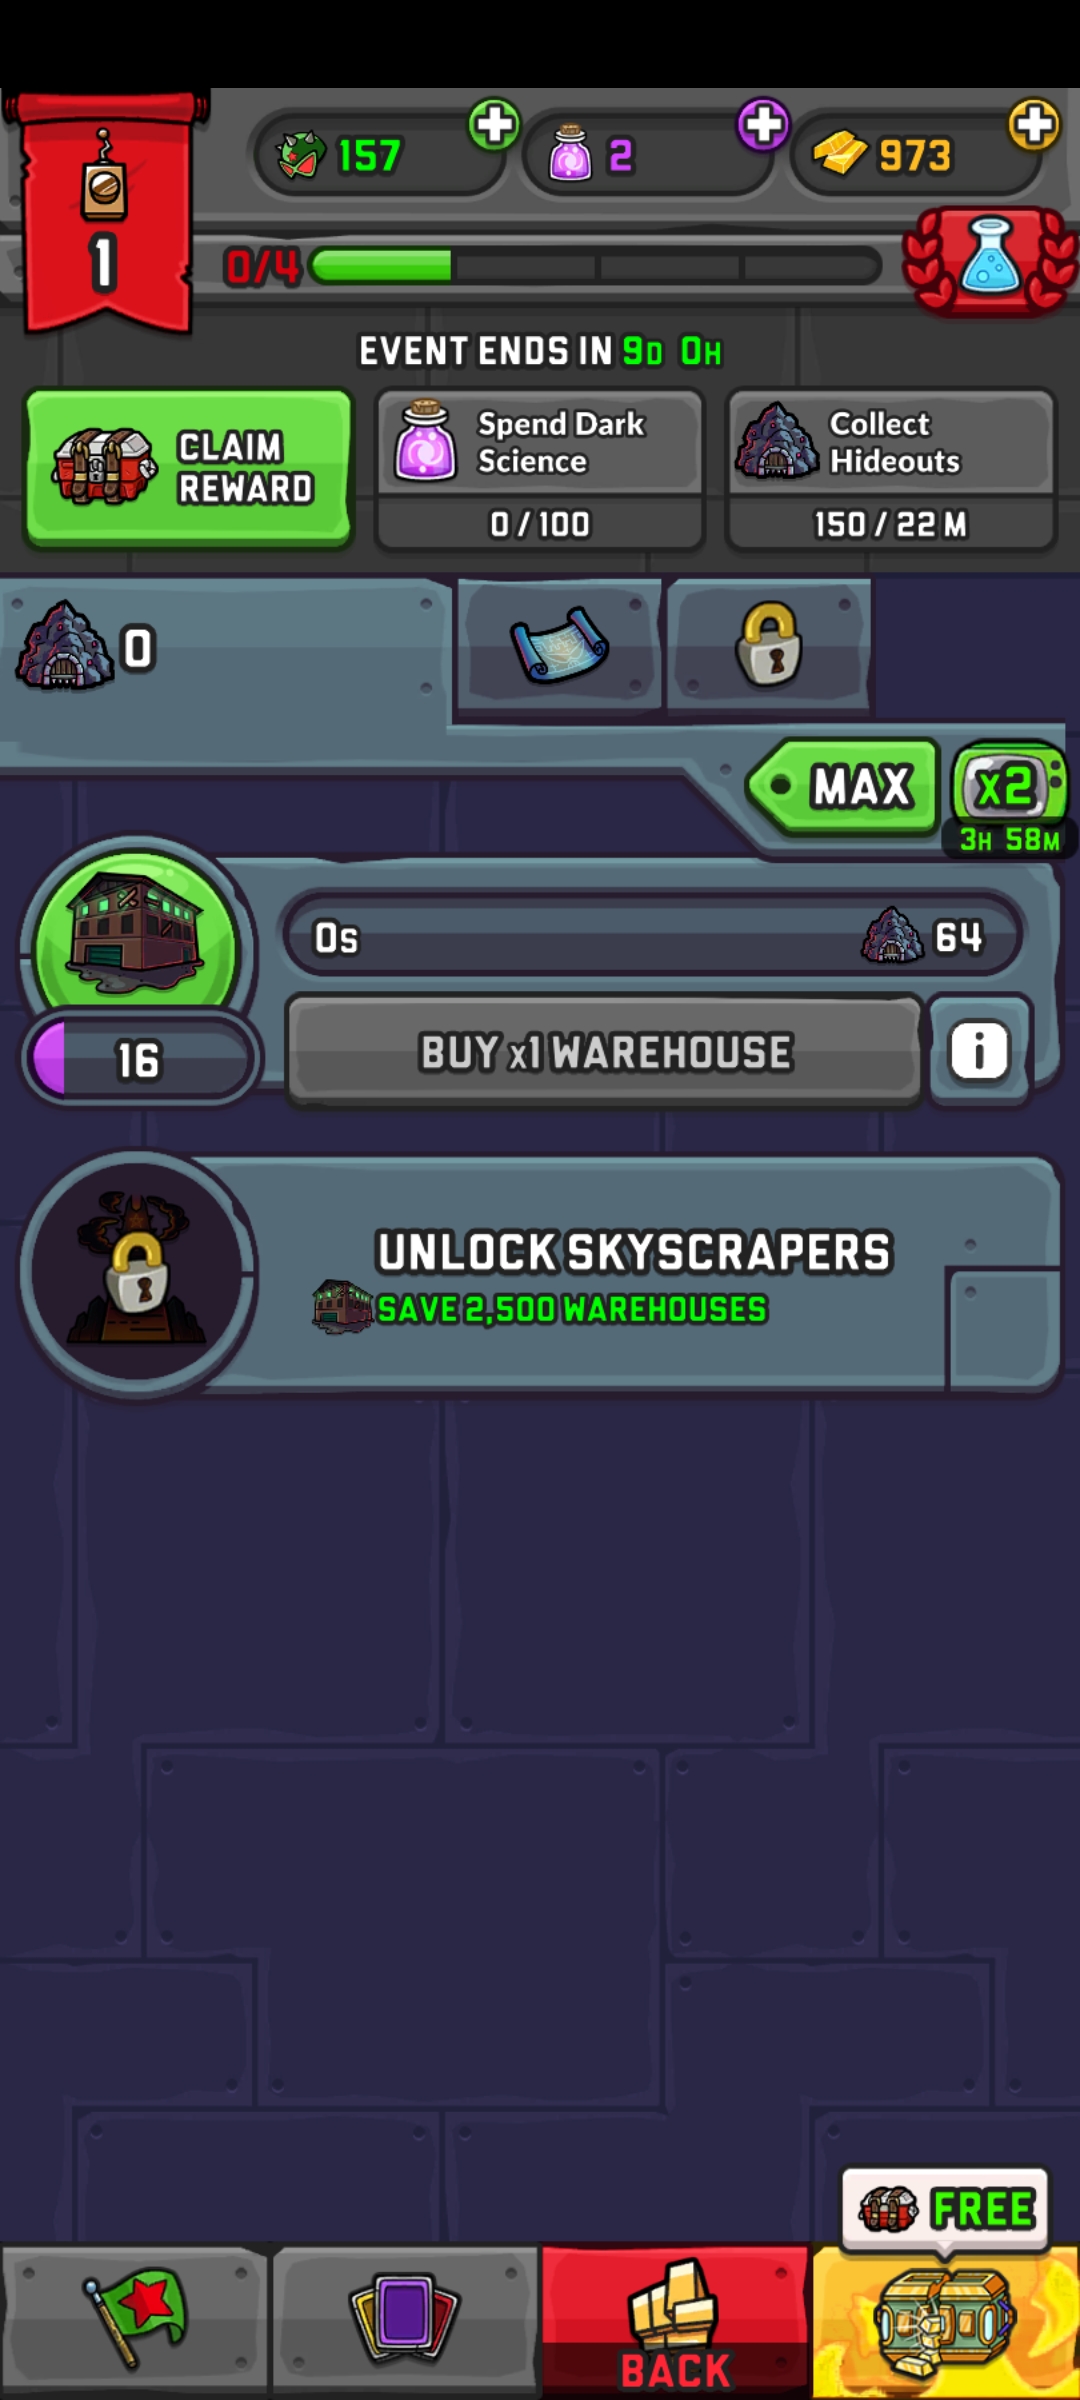 157
2
973
1
0/4
EVENT ENDS IN 9D 0H
CLAIM
REWARD
Spend Dark
Science
0 / 100
Collect
Hideouts
150 / 22 M
0
MAX
x2
3H 58M
0s
64
16
BUY x1 WAREHOUSE
i
UNLOCK SKYSCRAPERS
SAVE 2,500 WAREHOUSES
FREE
BACK